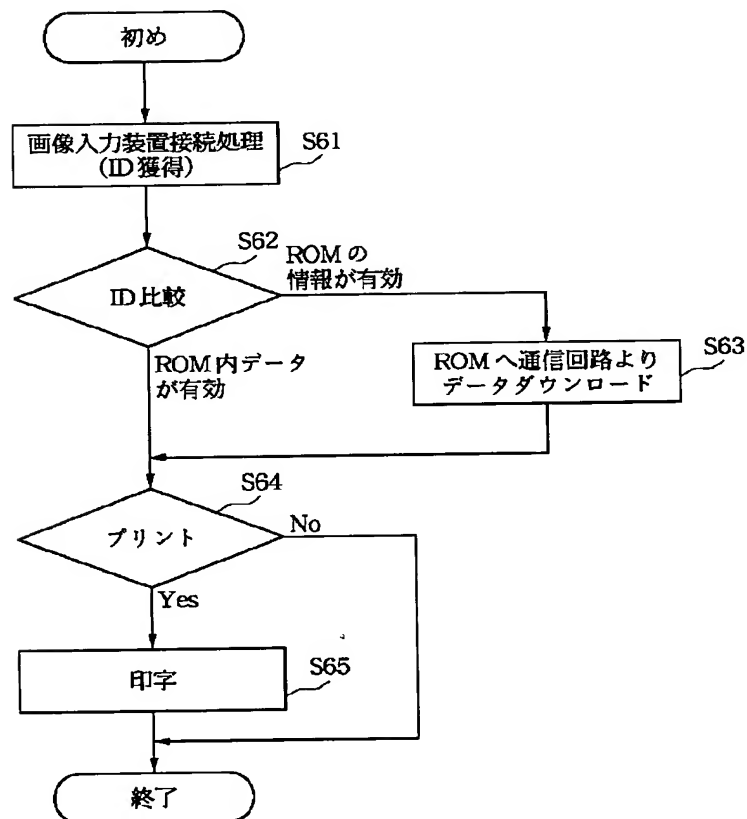 初め
画像入力装置接続処理
(ID獲得)
S61
S62
ID比較
ROMの
情報が有効
ROM内データ
が有効
ROMへ通信回路より
データダウンロード
S63
S64
プリント
No
Yes
印字
S65
終了